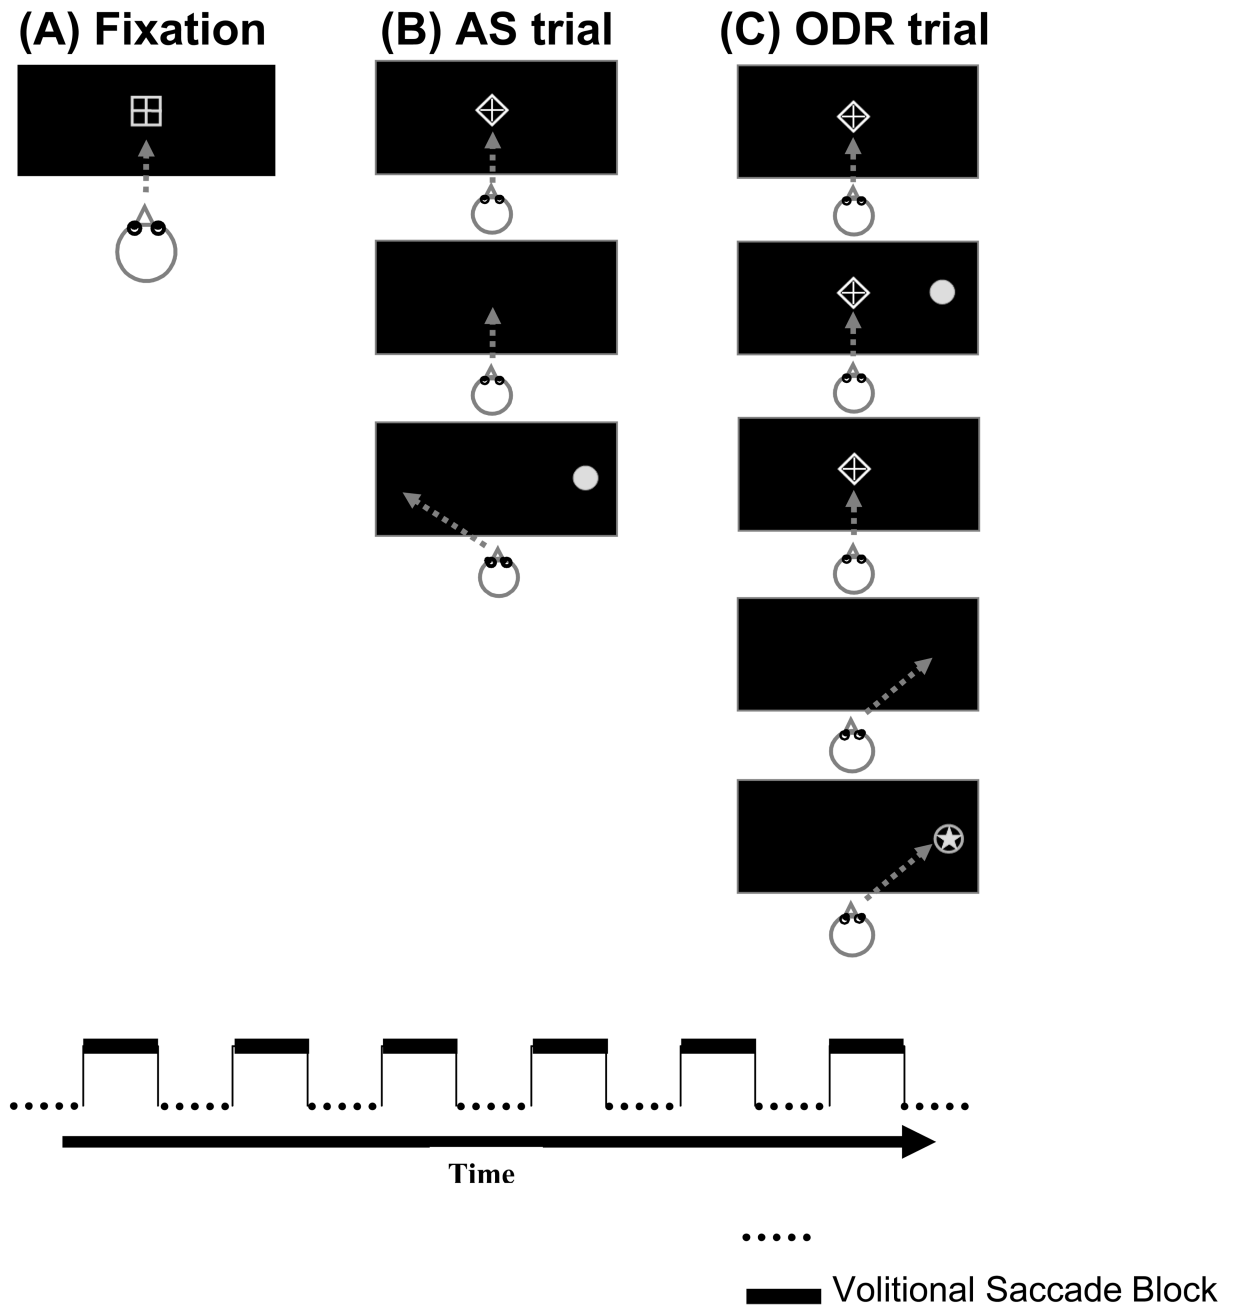 (A) Fixation
(B) AS trial
(C) ODR trial
Time
Volitional Saccade Block